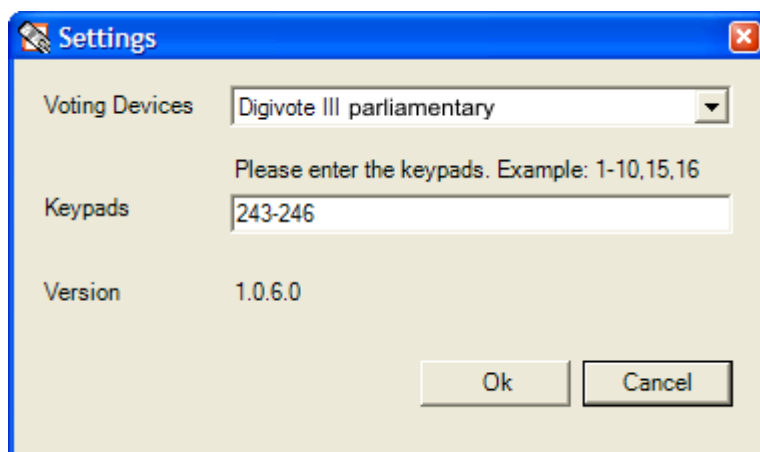 Settings
Voting Devices Digivote III parliamentary
Please enter the keypads. Example: 1-10,15,16
Keypads 243-246
Version 1.0.6.0
Ok Cancel